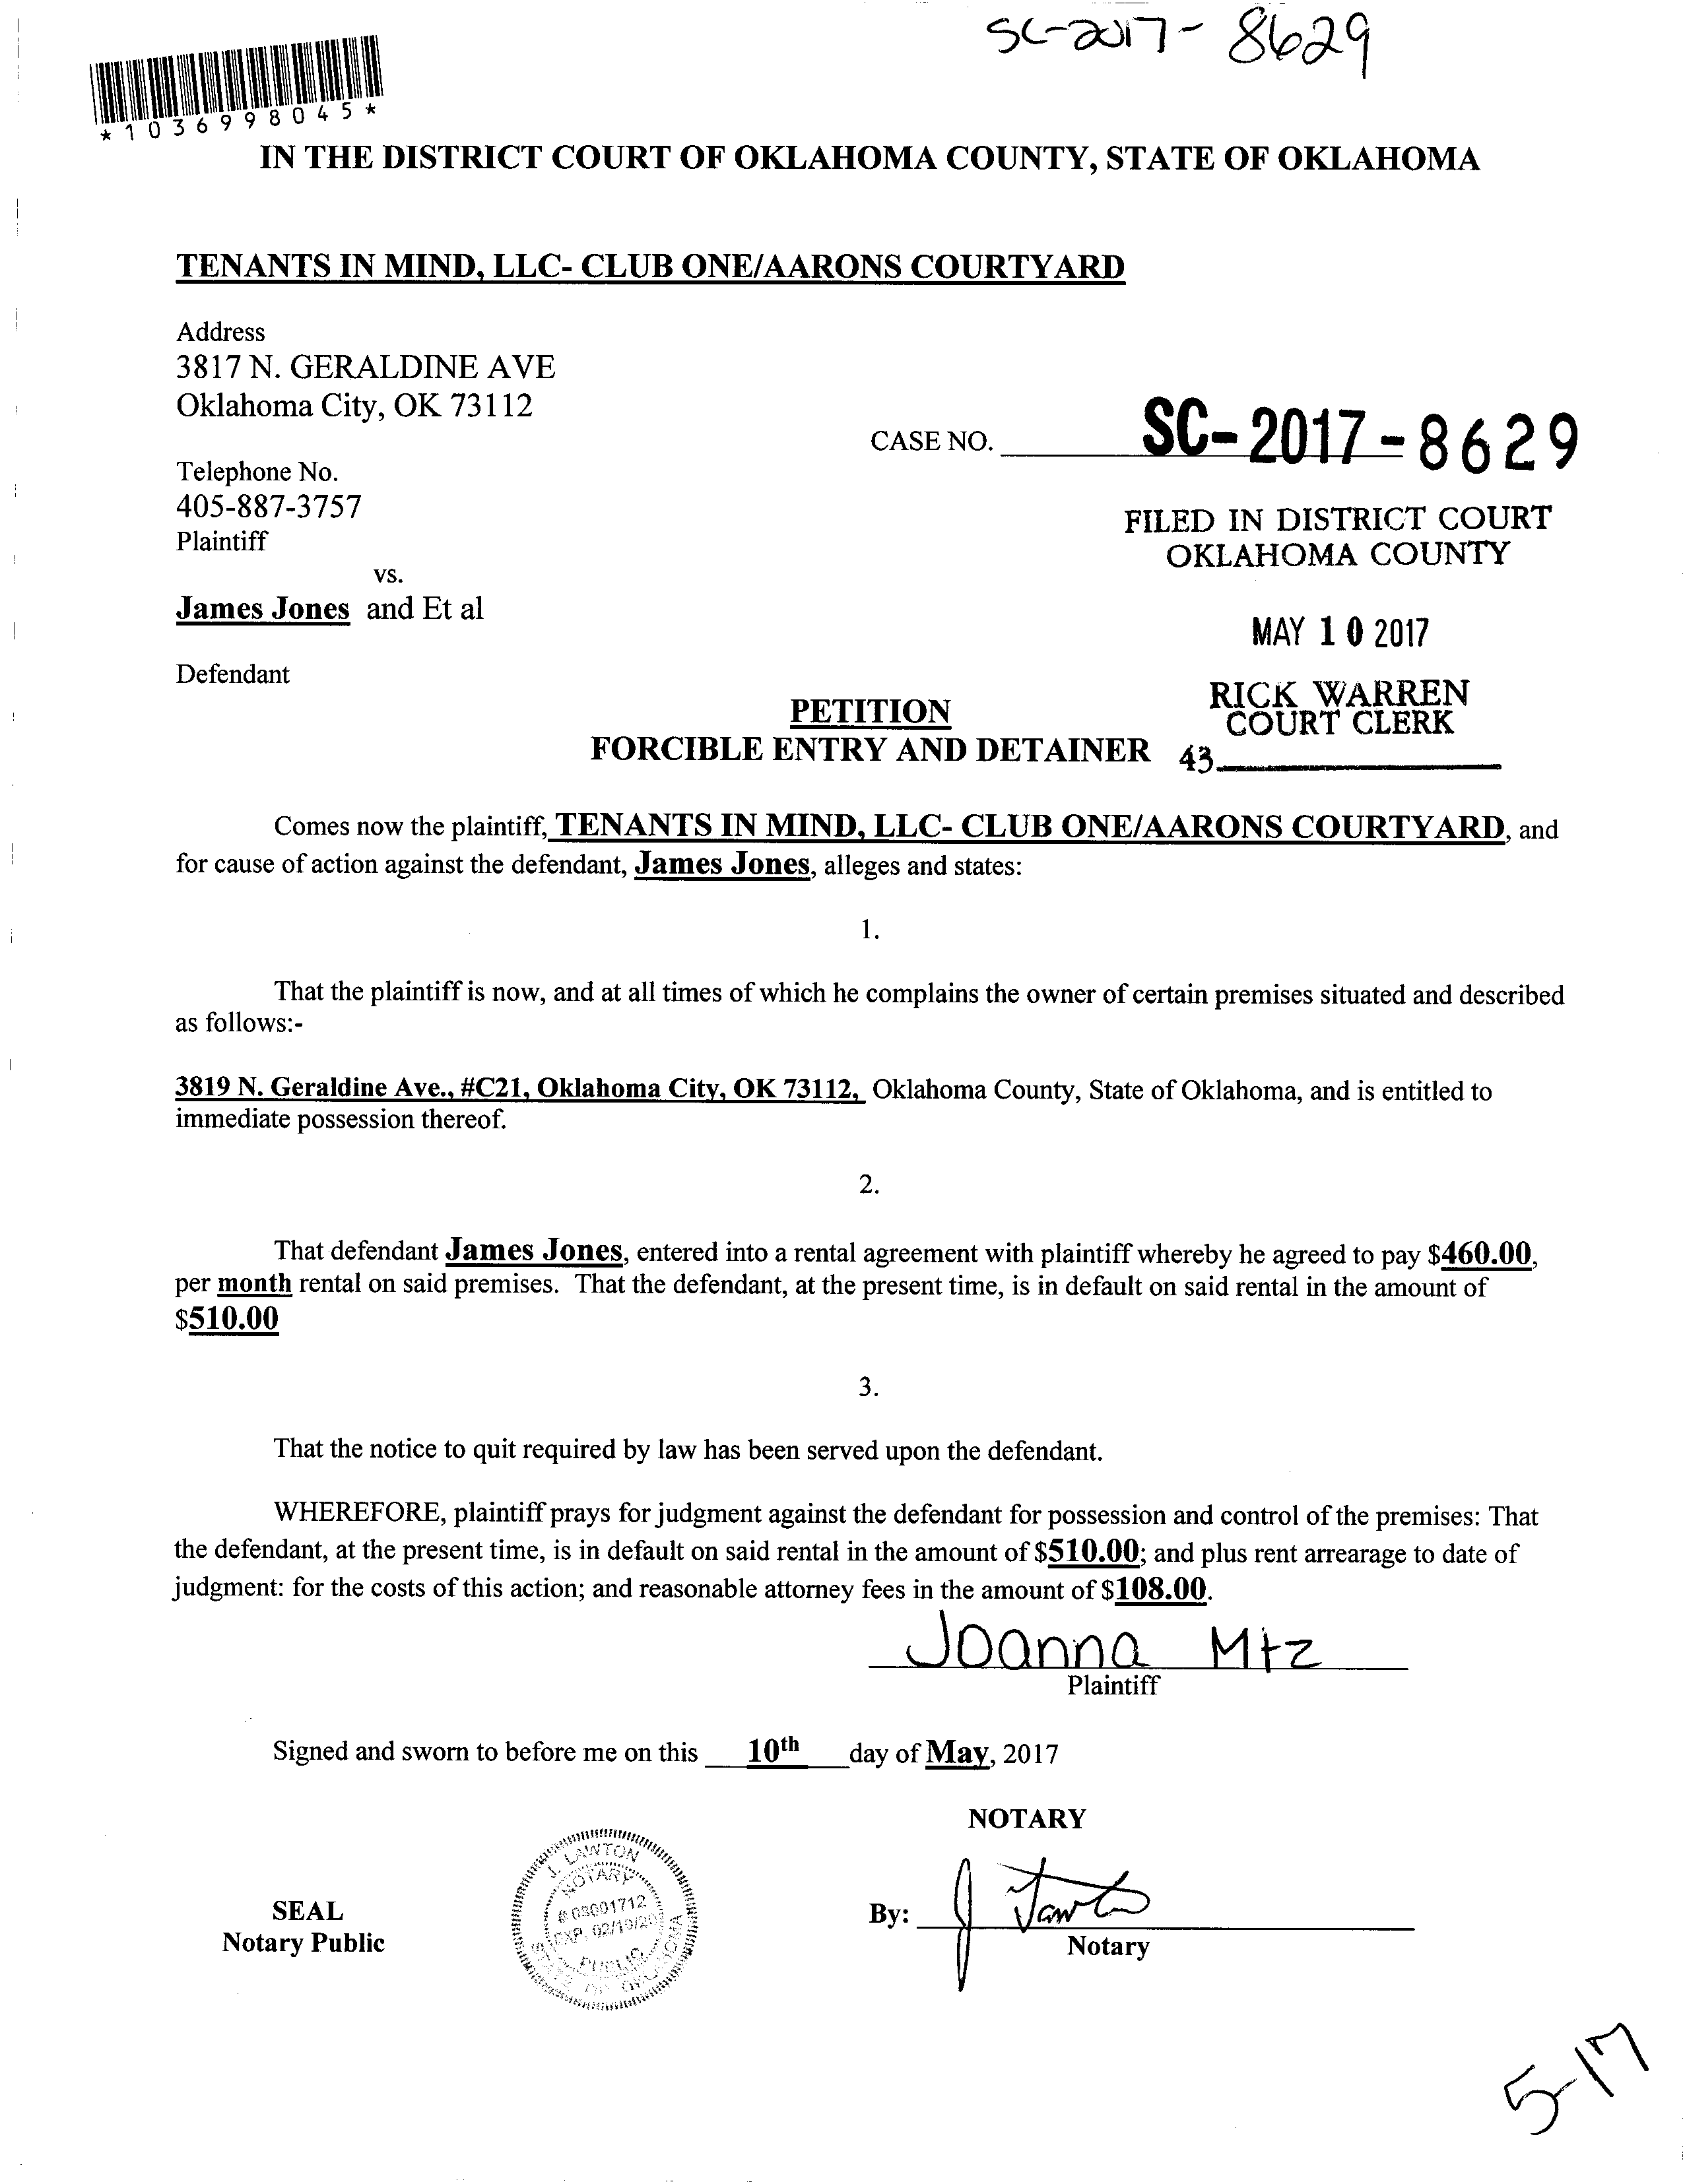 SC-2017-8629
*1036998045*
IN THE DISTRICT COURT OF OKLAHOMA COUNTY, STATE OF OKLAHOMA
TENANTS IN MIND, LLC- CLUB ONE/AARONS COURTYARD
Address
3817 N. GERALDINE AVE
Oklahoma City, OK 73112
CASE NO. SC-2017-8629
Telephone No.
405-887-3757
Plaintiff
vs.
James Jones and Et al
Defendant
FILED IN DISTRICT COURT
OKLAHOMA COUNTY
MAY 10 2017
RICK WARREN
COURT CLERK
43
PETITION
FORCIBLE ENTRY AND DETAINER
Comes now the plaintiff, TENANTS IN MIND, LLC- CLUB ONE/AARONS COURTYARD, and
for cause of action against the defendant, James Jones, alleges and states:
1.
That the plaintiff is now, and at all times of which he complains the owner of certain premises situated and described
as follows:-
3819 N. Geraldine Ave., #C21, Oklahoma City, OK 73112, Oklahoma County, State of Oklahoma, and is entitled to
immediate possession thereof.
2.
That defendant James Jones, entered into a rental agreement with plaintiff whereby he agreed to pay $460.00,
per month rental on said premises. That the defendant, at the present time, is in default on said rental in the amount of
$510.00
3.
That the notice to quit required by law has been served upon the defendant.
WHEREFORE, plaintiff prays for judgment against the defendant for possession and control of the premises: That
the defendant, at the present time, is in default on said rental in the amount of $510.00; and plus rent arrearage to date of
judgment: for the costs of this action; and reasonable attorney fees in the amount of $108.00.
Joanna Mtz
Plaintiff
Signed and sworn to before me on this 10th day of May, 2017
NOTARY
SEAL
Notary Public
J. LAWTON
NOTARY
# 08001712
EXP. 02/19/20
PUBLIC
STATE OF OKLAHOMA
By: J Lawton
Notary
5-17